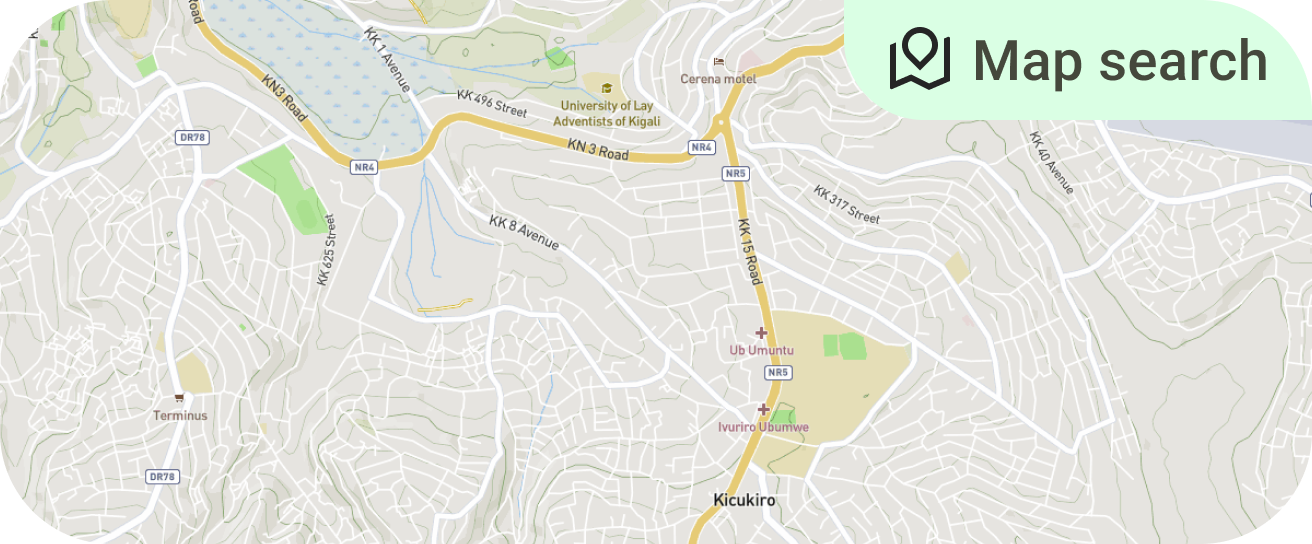 Map search
Road
KK 1 Avenue
KN3 Road
KK 496 Street
Cerena motel
University of Lay
Adventists of Kigali
DR78
NR4
KN 3 Road
NR4
NR5
KK 40 Avenue
KK 317 Street
KK 8 Avenue
KK 625 Street
KK 15 Road
Ub Umuntu
NR5
Terminus
Ivuriro Ubumwe
DR78
Kicukiro